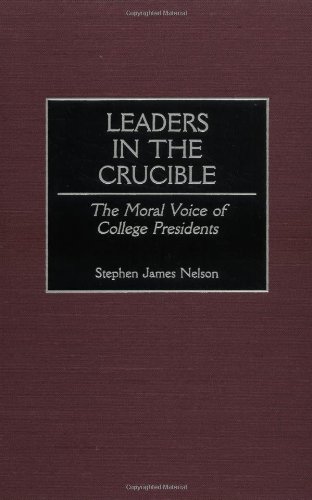 LEADERS
IN THE
CRUCIBLE
The Moral Voice of
College Presidents
Stephen James Nelson